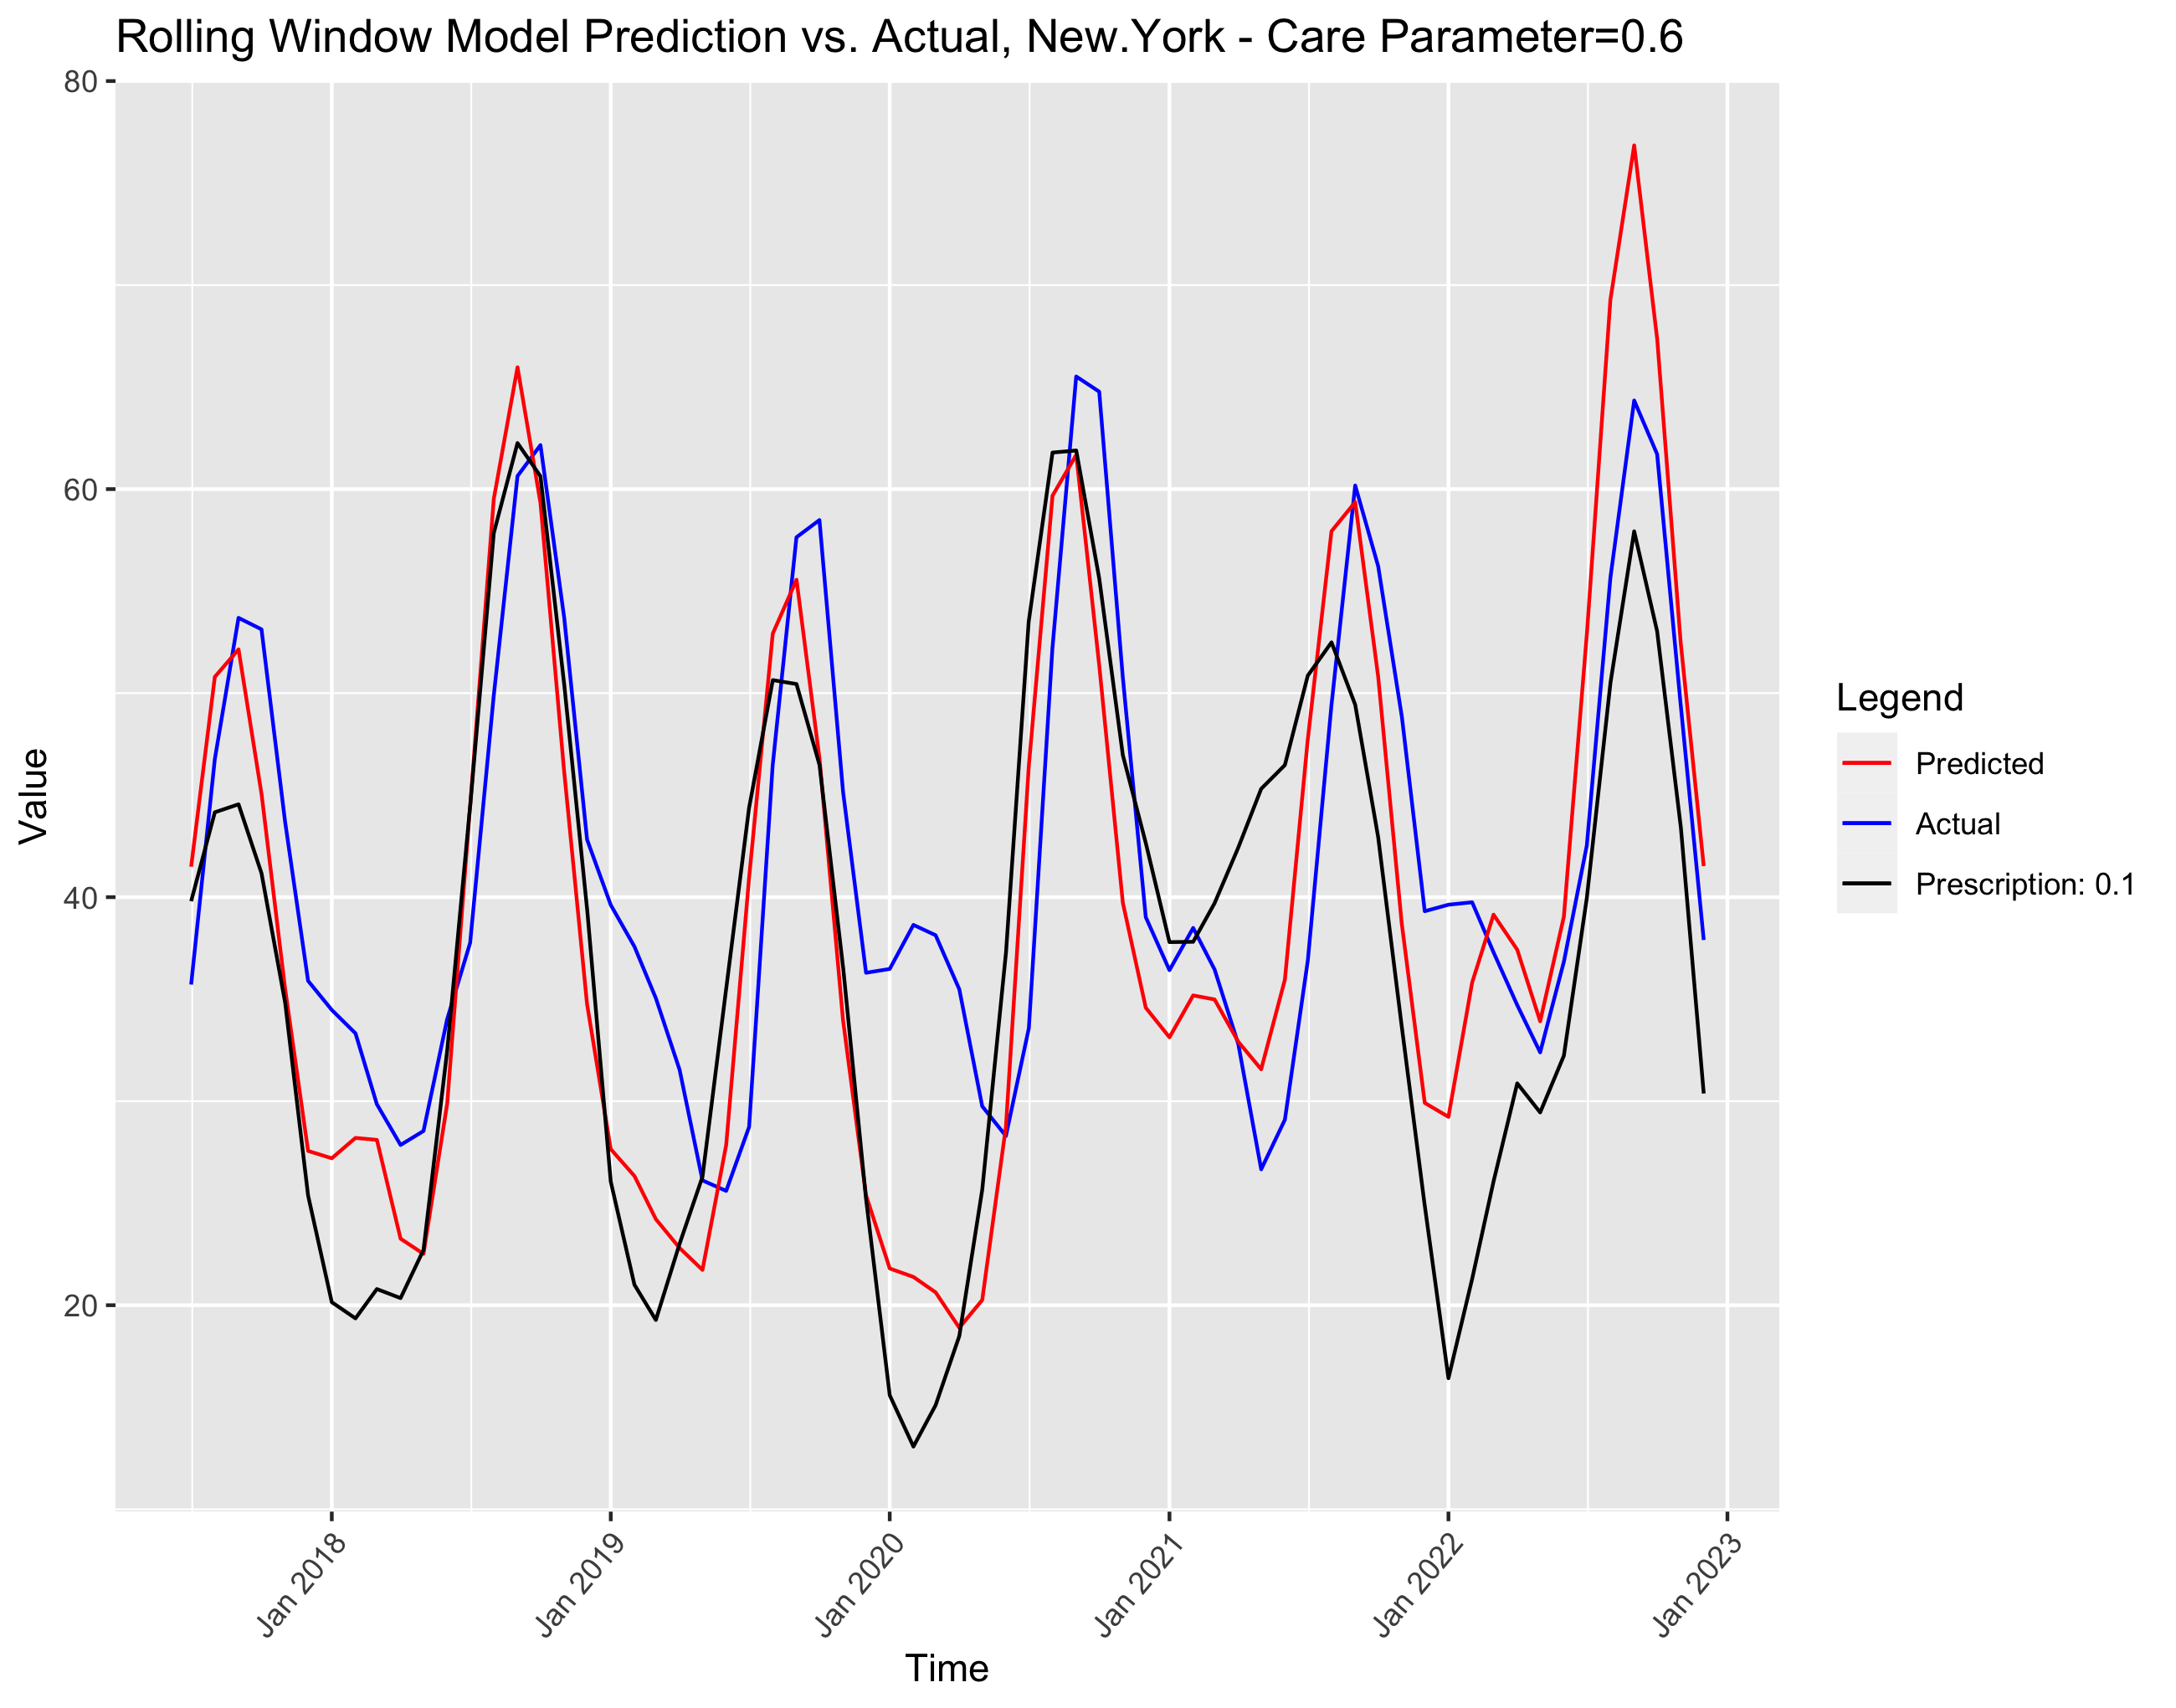 Rolling Window Model Prediction vs. Actual, New.York - Care Parameter=0.6
80
60
40
20
Value
Jan 2018
Jan 2019
Jan 2020
Jan 2021
Jan 2022
Jan 2023
Time
Legend
Predicted
Actual
Prescription: 0.1